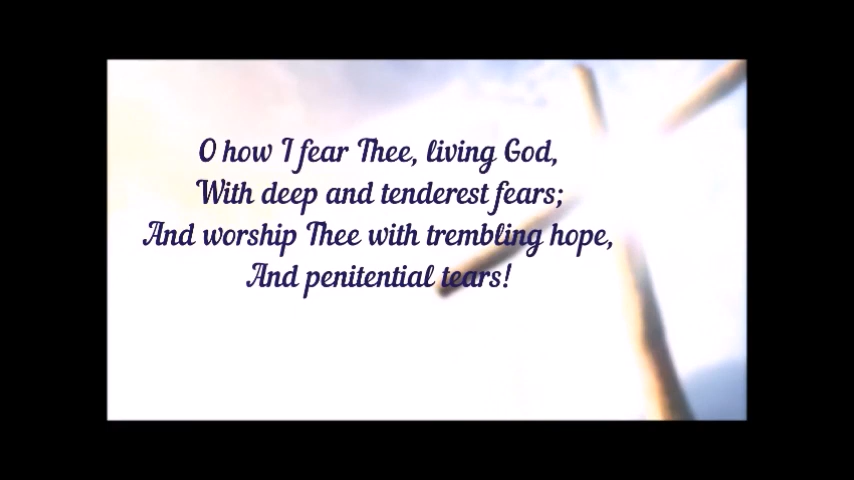 O how I fear Thee, living God,
With deep and tenderest fears;
And worship Thee with trembling hope,
And penitential tears!